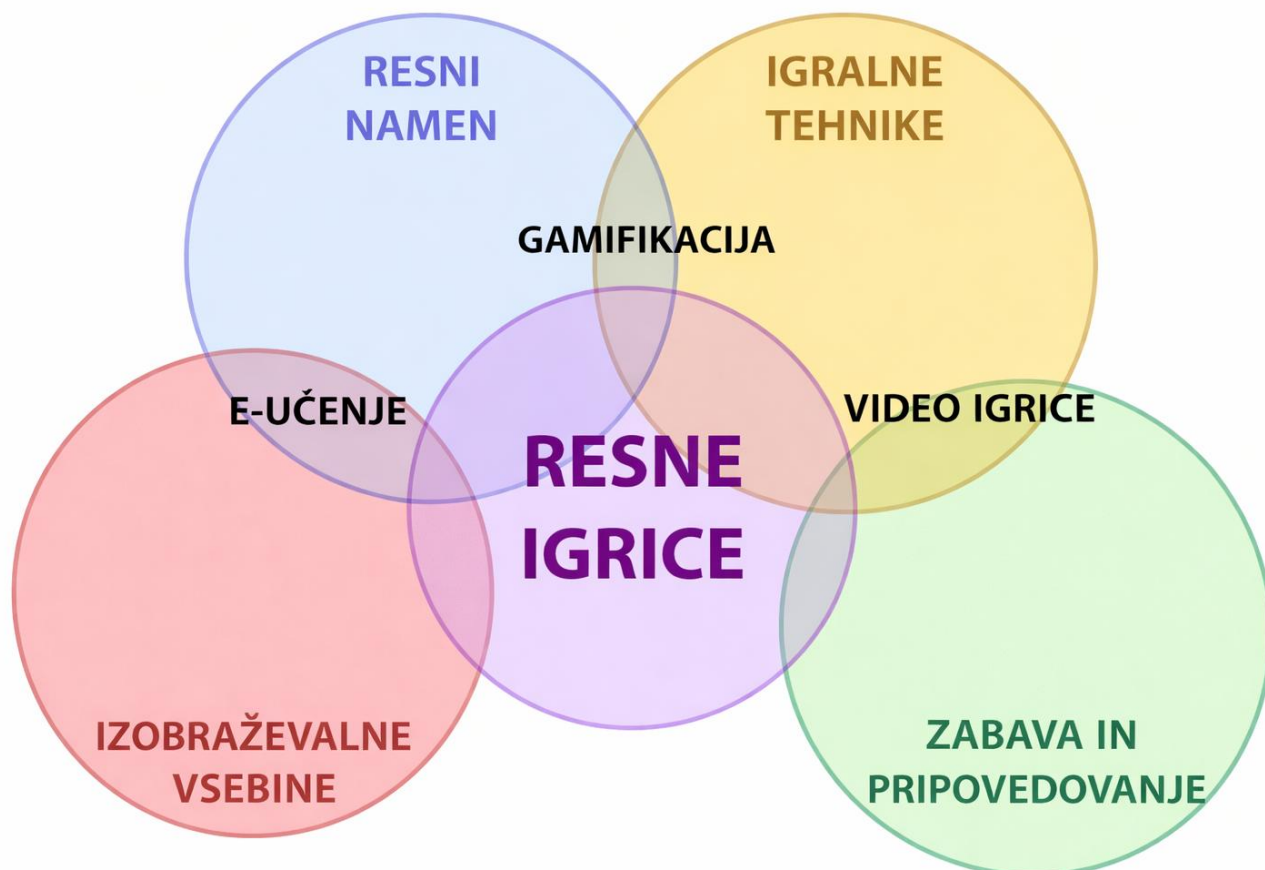 RESNI
NAMEN
IGRALNE
TEHNIKE
GAMIFIKACIJA
E-UČENJE
VIDEO IGRICE
RESNE
IGRICE
IZOBRAŽEVALNE
VSEBINE
ZABAVA IN
PRIPOVEDOVANJE